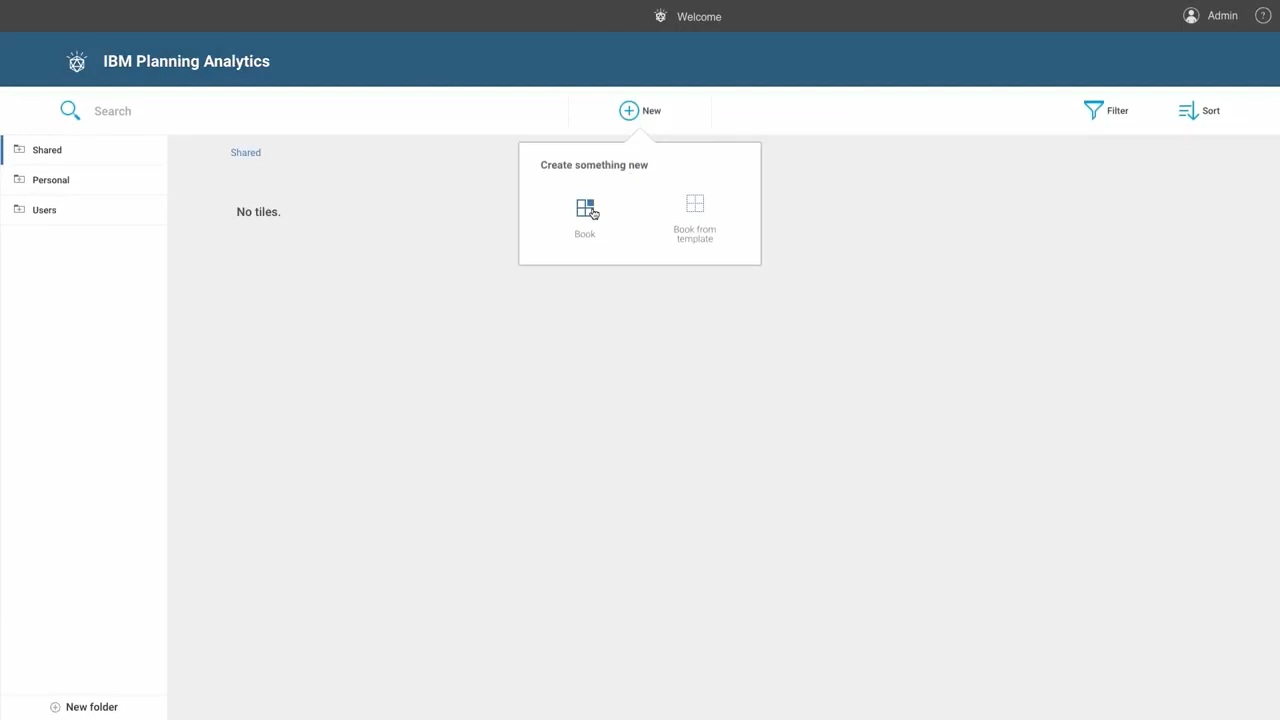 Welcome
Admin
?
IBM Planning Analytics
Search
New
Filter
Sort
Shared
Personal
Users
Shared
No tiles.
Create something new
Book
Book from
template
New folder